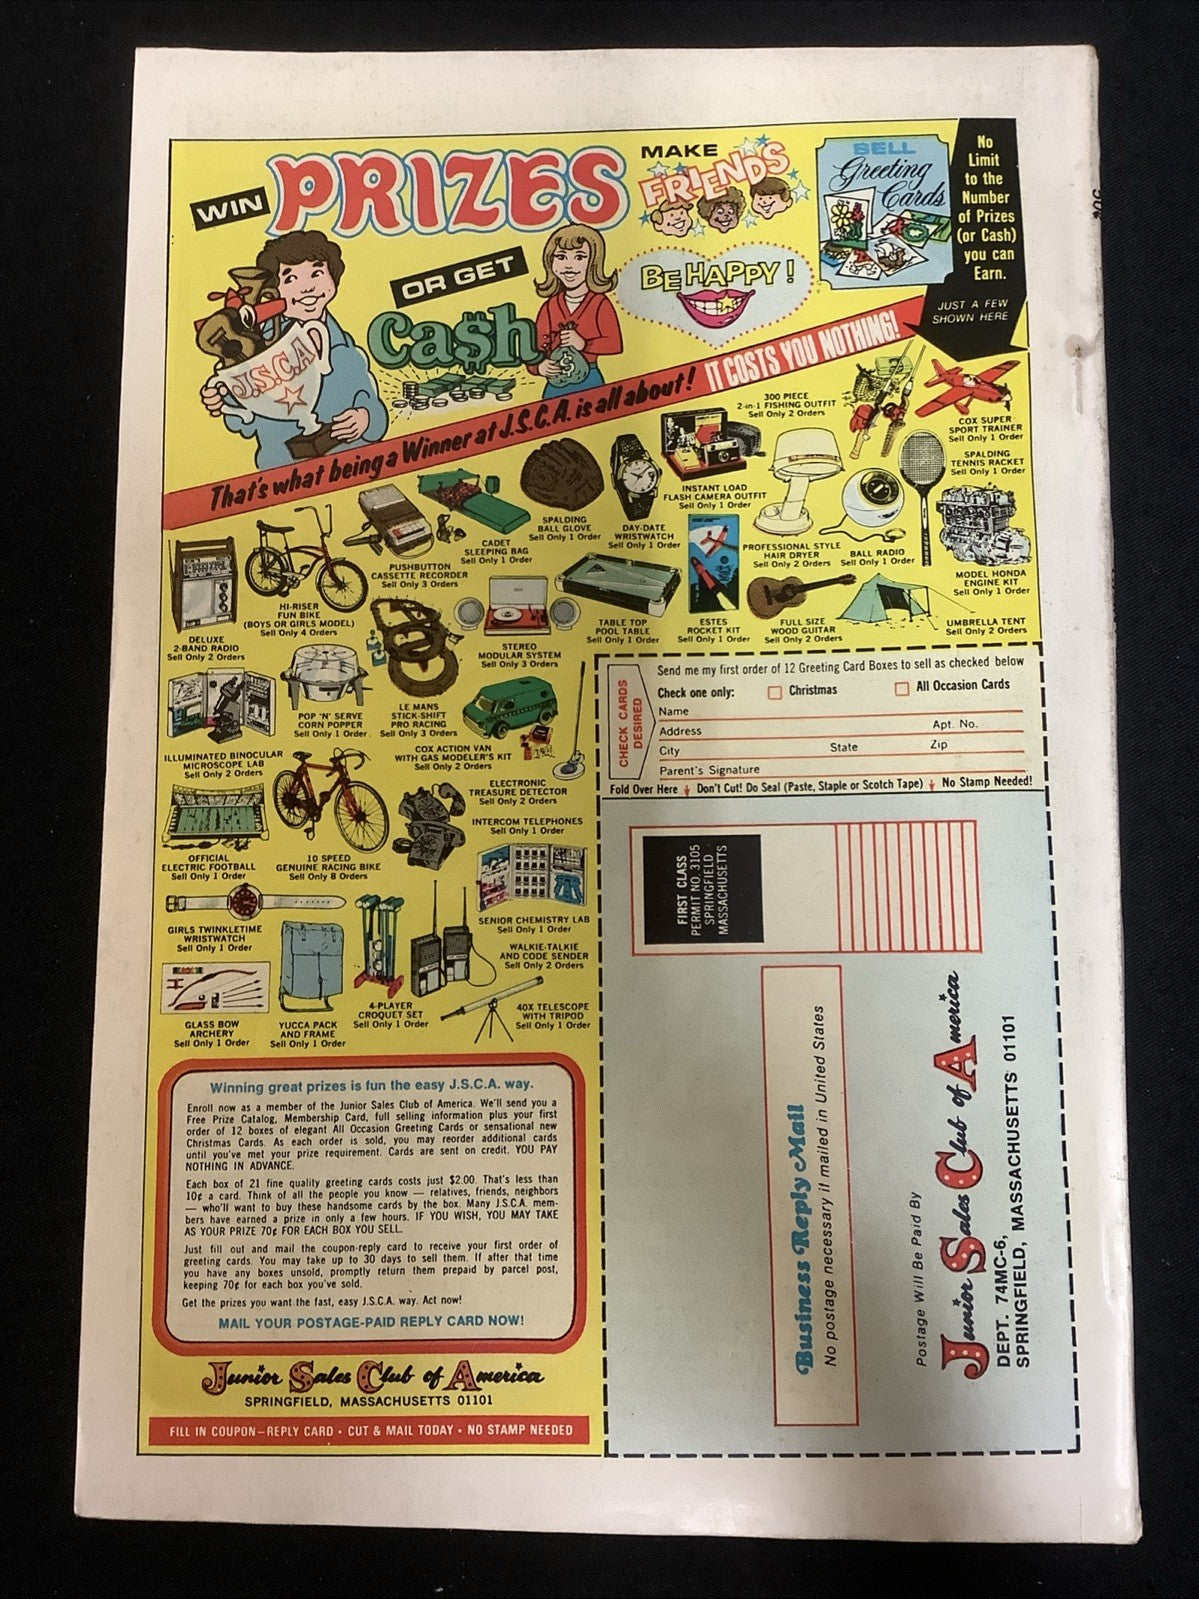 WIN PRIZES
OR GET
Ca$h
MAKE
FRIENDS
BE HAPPY!
SELL
Greeting
Cards
No
Limit
to the
Number
of Prizes
(or Cash)
you can
Earn.
JUST A FEW
SHOWN HERE
J.S.C.A.
That's what being a Winner at J.S.C.A. is all about! IT COSTS YOU NOTHING!
300 PIECE
2-in-1 FISHING OUTFIT
Sell Only 2 Orders
COX SUPER
SPORT TRAINER
Sell Only 1 Order
SPALDING
TENNIS RACKET
Sell Only 1 Order
INSTANT LOAD
FLASH CAMERA OUTFIT
Sell Only 1 Order
DAY-DATE
WRISTWATCH
Sell Only 1 Order
SPALDING
BALL GLOVE
Sell Only 1 Order
CADET
SLEEPING BAG
Sell Only 1 Order
PUSHBUTTON
CASSETTE RECORDER
Sell Only 3 Orders
PROFESSIONAL STYLE
HAIR DRYER
Sell Only 2 Orders
BALL RADIO
Sell Only 1 Order
MODEL HONDA
ENGINE KIT
Sell Only 1 Order
HI-RISER
FUN BIKE
(BOYS OR GIRLS MODEL)
Sell Only 4 Orders
DELUXE
2-BAND RADIO
Sell Only 2 Orders
STEREO
MODULAR SYSTEM
Sell Only 3 Orders
TABLE TOP
POOL TABLE
Sell Only 1 Order
ESTES
ROCKET KIT
Sell Only 1 Order
FULL SIZE
WOOD GUITAR
Sell Only 2 Orders
UMBRELLA TENT
Sell Only 2 Orders
POP 'N' SERVE
CORN POPPER
Sell Only 1 Order.
LE MANS
STICK-SHIFT
PRO RACING
Sell Only 3 Orders
COX ACTION VAN
WITH GAS MODELER'S KIT
Sell Only 2 Orders
ILLUMINATED BINOCULAR
MICROSCOPE LAB
Sell Only 2 Orders
ELECTRONIC
TREASURE DETECTOR
Sell Only 2 Orders
INTERCOM TELEPHONES
Sell Only 1 Order
OFFICIAL
ELECTRIC FOOTBALL
Sell Only 1 Order
10 SPEED
GENUINE RACING BIKE
Sell Only 8 Orders
SENIOR CHEMISTRY LAB
Sell Only 1 Order
GIRLS TWINKLETIME
WRISTWATCH
Sell Only 1 Order
WALKIE-TALKIE
AND CODE SENDER
Sell Only 2 Orders
GLASS BOW
ARCHERY
Sell Only 1 Order
YUCCA PACK
AND FRAME
Sell Only 1 Order
4-PLAYER
CROQUET SET
Sell Only 1 Order
40X TELESCOPE
WITH TRIPOD
Sell Only 1 Order
Winning great prizes is fun the easy J.S.C.A. way.
Enroll now as a member of the Junior Sales Club of America. We'll send you a
Free Prize Catalog, Membership Card, full selling information plus your first
order of 12 boxes of elegant All Occasion Greeting Cards or sensational new
Christmas Cards. As each order is sold, you may reorder additional cards
until you've met your prize requirement. Cards are sent on credit. YOU PAY
NOTHING IN ADVANCE.
Each box of 21 fine quality greeting cards costs just $2.00. That's less than
10¢ a card. Think of all the people you know — relatives, friends, neighbors
— who'll want to buy these handsome cards by the box. Many J.S.C.A. mem-
bers have earned a prize in only a few hours. IF YOU WISH, YOU MAY TAKE
AS YOUR PRIZE 70¢ FOR EACH BOX YOU SELL.
Just fill out and mail the coupon-reply card to receive your first order of
greeting cards. You may take up to 30 days to sell them. If after that time
you have any boxes unsold, promptly return them prepaid by parcel post,
keeping 70¢ for each box you've sold.
Get the prizes you want the fast, easy J.S.C.A. way. Act now!
MAIL YOUR POSTAGE-PAID REPLY CARD NOW!
Junior Sales Club of America
SPRINGFIELD, MASSACHUSETTS 01101
FILL IN COUPON–REPLY CARD • CUT & MAIL TODAY • NO STAMP NEEDED
CHECK CARDS
DESIRED
Send me my first order of 12 Greeting Card Boxes to sell as checked below
Check one only: Christmas All Occasion Cards
Name
Address Apt. No.
City State Zip
Parent's Signature
Fold Over Here Don't Cut! Do Seal (Paste, Staple or Scotch Tape) No Stamp Needed!
FIRST CLASS
PERMIT NO. 3105
SPRINGFIELD
MASSACHUSETTS
Business Reply Mail
No postage necessary if mailed in United States
Postage Will Be Paid By
Junior Sales Club of America
DEPT. 74MC-6,
SPRINGFIELD, MASSACHUSETTS 01101